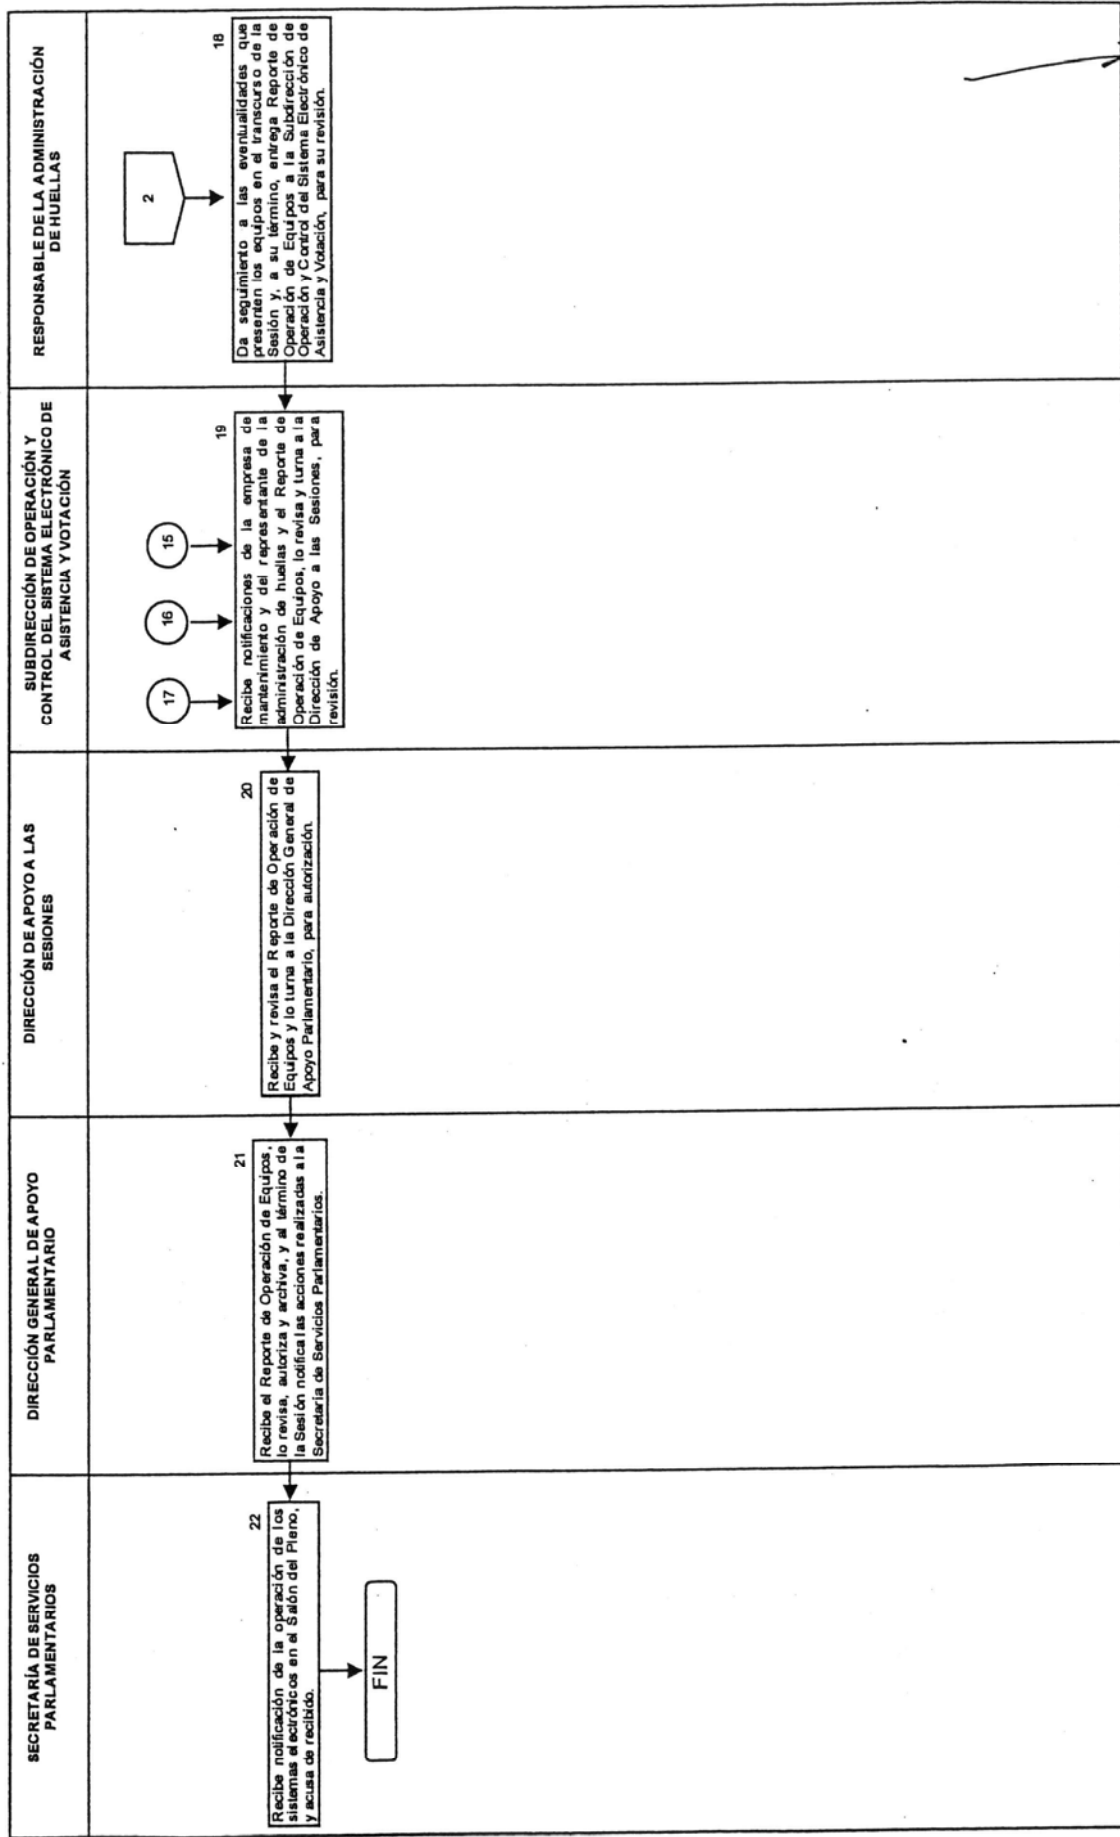 SECRETARÍA DE SERVICIOS
PARLAMENTARIOS
DIRECCIÓN GENERAL DE APOYO
PARLAMENTARIO
DIRECCIÓN DE APOYO A LAS
SESIONES
SUBDIRECCIÓN DE OPERACIÓN Y
CONTROL DEL SISTEMA ELECTRÓNICO DE
ASISTENCIA Y VOTACIÓN
RESPONSABLE DE LA ADMINISTRACIÓN
DE HUELLAS
2
18
Da seguimiento a las eventualidades que
presenten los equipos en el transcurso de la
Sesión y, a su término, entrega Reporte de
Operación de Equipos a la Subdirección de
Operación y Control del Sistema Electrónico de
Asistencia y Votación, para su revisión.
17
16
15
19
Recibe notificaciones de la empresa de
mantenimiento y del representante de la
administración de huellas y el Reporte de
Operación de Equipos, lo revisa y turna a la
Dirección de Apoyo a las Sesiones, para
revisión.
20
Recibe y revisa el Reporte de Operación de
Equipos y lo turna a la Dirección General de
Apoyo Parlamentario, para autorización.
21
Recibe el Reporte de Operación de Equipos,
lo revisa, autoriza y archiva, y al término de
la Sesión notifica las acciones realizadas a la
Secretaría de Servicios Parlamentarios.
22
Recibe notificación de la operación de los
sistemas electrónicos en el Salón del Pleno,
y acusa de recibido.
FIN